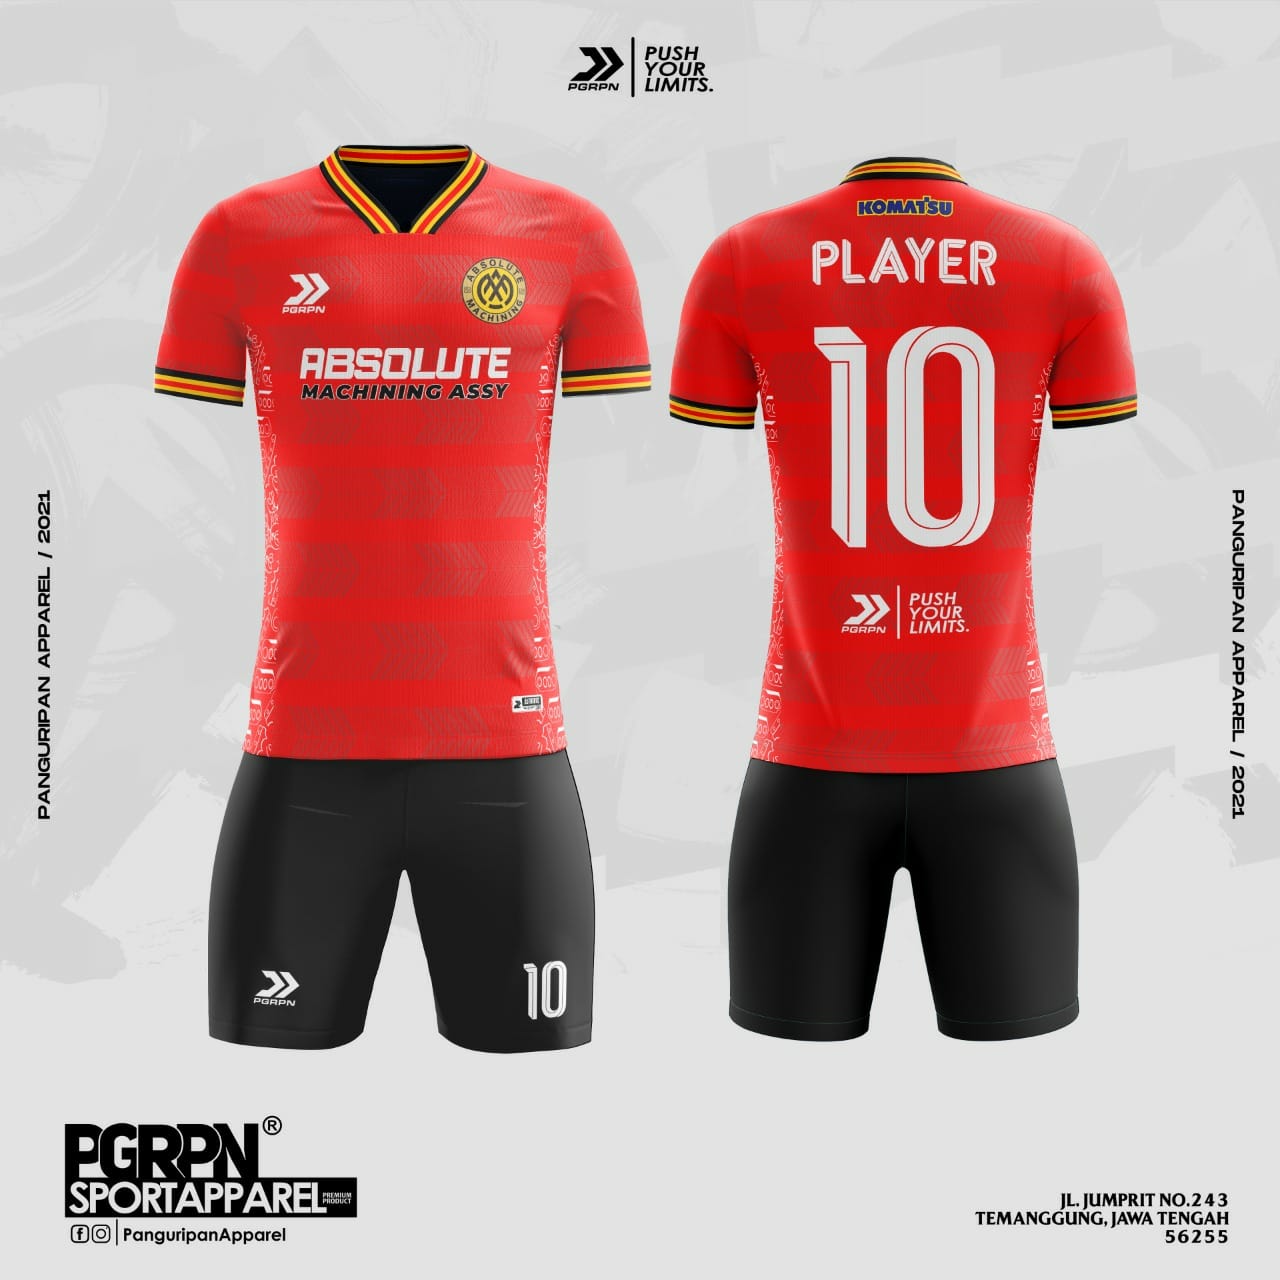 PGRPN
PUSH
YOUR
LIMITS.
PGRPN
ABSOLUTE
MACHINING
ABSOLUTE
MACHINING ASSY
KOMATSU
PLAYER
10
PGRPN
PUSH
YOUR
LIMITS.
PGRPN
10
PANGURIPAN APPAREL / 2021
PANGURIPAN APPAREL / 2021
PGRPN®
SPORTAPPAREL PREMIUM
PRODUCT
PanguripanApparel
JL. JUMPRIT NO.243
TEMANGGUNG, JAWA TENGAH
56255